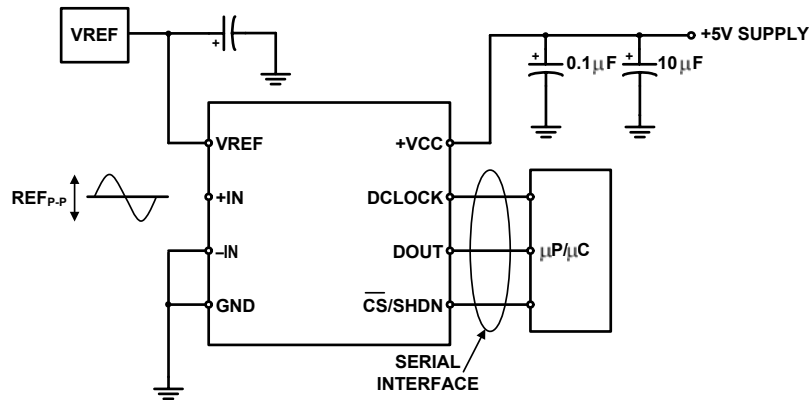 VREF
+
+5V SUPPLY
+
0.1μF
+
10μF
VREF
+VCC
REFP-P
+IN
DCLOCK
–IN
DOUT
μP/μC
GND
CS/SHDN
SERIAL
INTERFACE